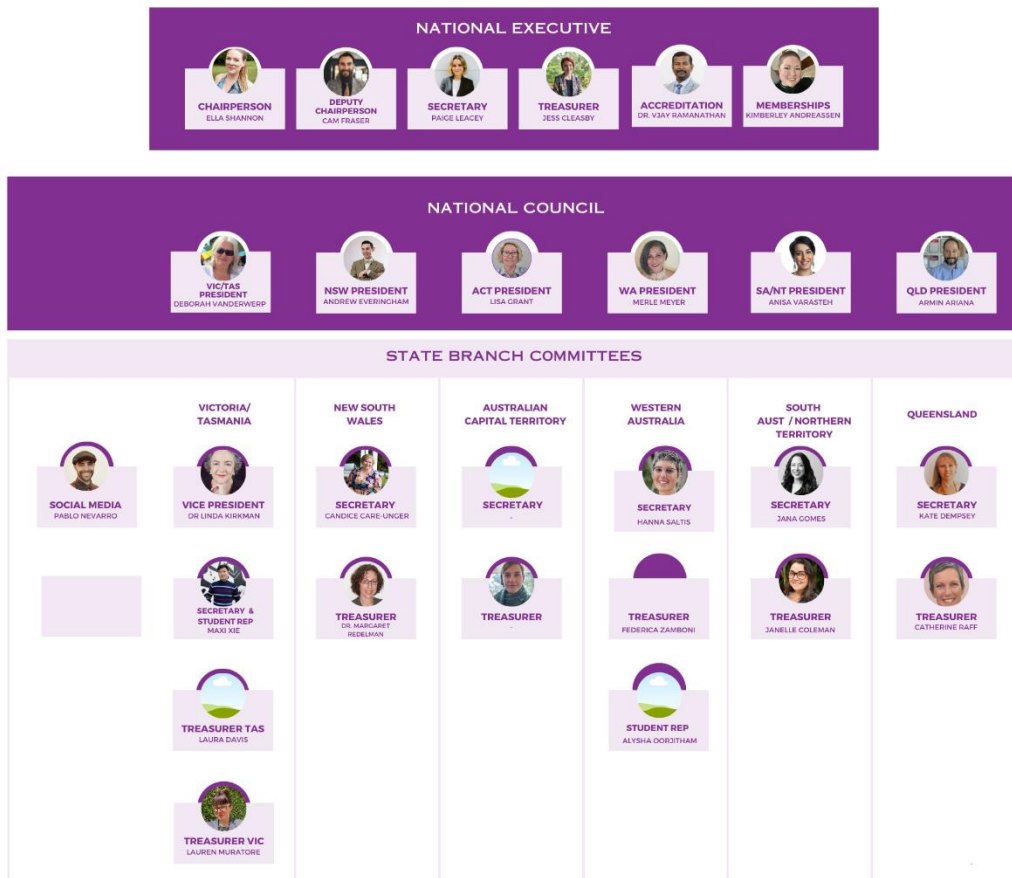 NATIONAL EXECUTIVE
CHAIRPERSON
ELLA SHANNON
DEPUTY
CHAIRPERSON
CAM FRASER
SECRETARY
PAIGE LEACEY
TREASURER
JESS CLEASBY
ACCREDITATION
DR. VJAY RAMANATHAN
MEMBERSHIPS
KIMBERLEY ANDREASSEN
NATIONAL COUNCIL
VIC/TAS
PRESIDENT
DEBORAH VANDERWERP
NSW PRESIDENT
ANDREW EVERINGHAM
ACT PRESIDENT
LISA GRANT
WA PRESIDENT
MERLE MEYER
SA/NT PRESIDENT
ANISA VARASTEH
QLD PRESIDENT
ARMIN ARIANA
STATE BRANCH COMMITTEES
SOCIAL MEDIA
PABLO NEVARRO
VICTORIA/
TASMANIA
VICE PRESIDENT
DR LINDA KIRKMAN
SECRETARY &
STUDENT REP
MAXI XIE
TREASURER TAS
LAURA DAVIS
TREASURER VIC
LAUREN MURATORE
NEW SOUTH
WALES
SECRETARY
CANDICE CARE-UNGER
TREASURER
DR. MARGARET
REDELMAN
AUSTRALIAN
CAPITAL TERRITORY
SECRETARY
-
TREASURER
-
WESTERN
AUSTRALIA
SECRETARY
HANNA SALTIS
TREASURER
FEDERICA ZAMBONI
STUDENT REP
ALYSHA OORJITHAM
SOUTH
AUST / NORTHERN
TERRITORY
SECRETARY
JANA GOMES
TREASURER
JANELLE COLEMAN
QUEENSLAND
SECRETARY
KATE DEMPSEY
TREASURER
CATHERINE RAFF